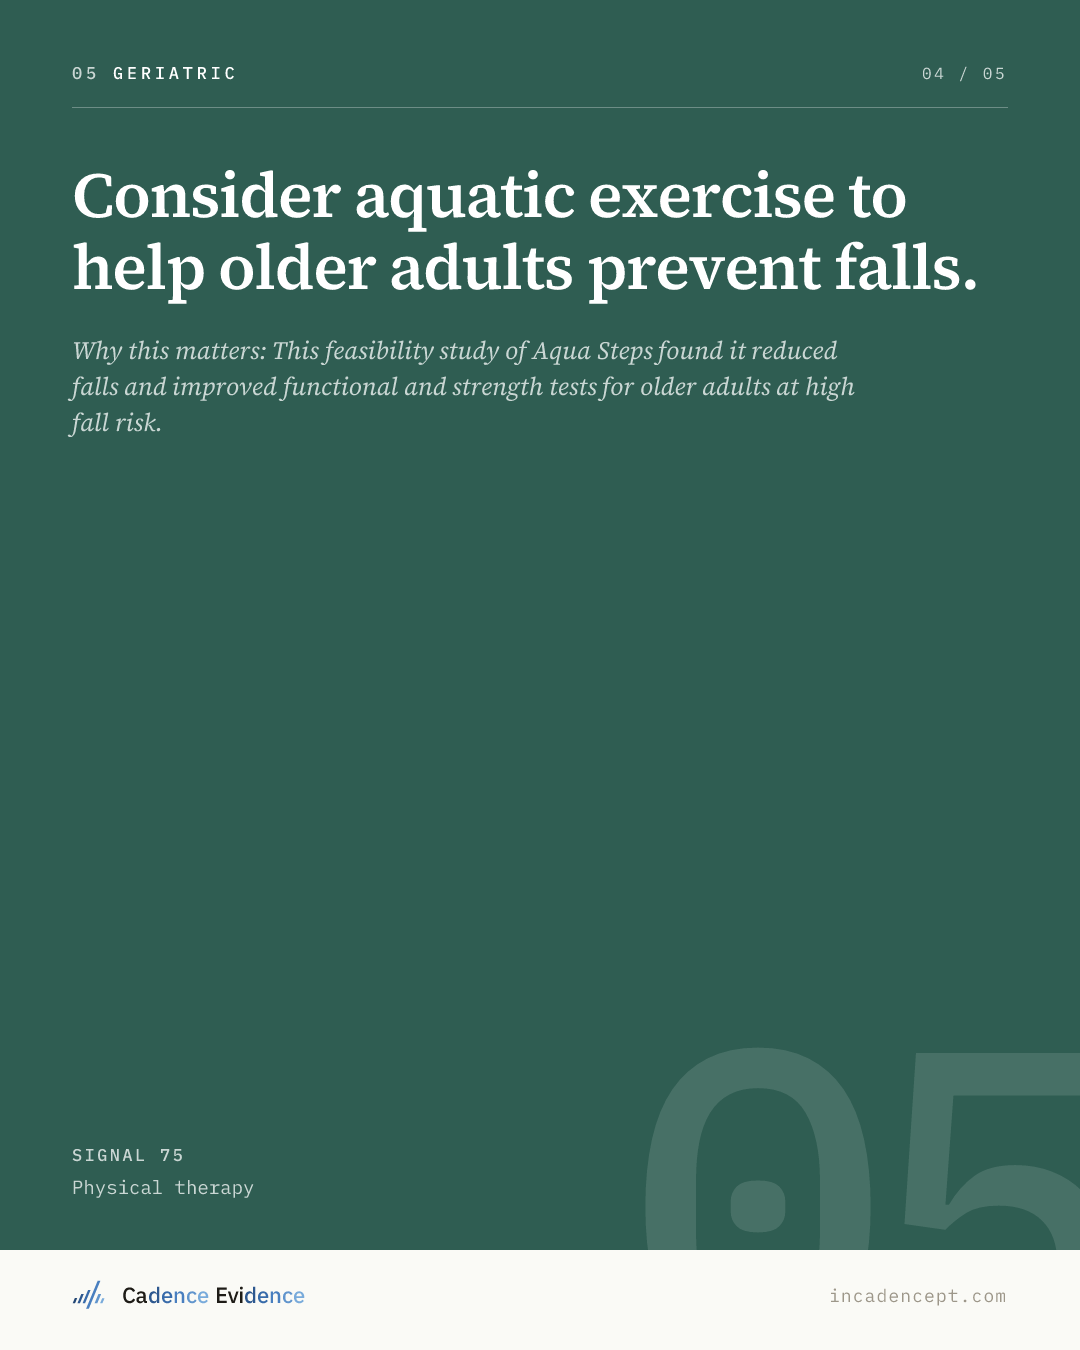 05 GERIATRIC
04 / 05
Consider aquatic exercise to
help older adults prevent falls.
Why this matters: This feasibility study of Aqua Steps found it reduced
falls and improved functional and strength tests for older adults at high
fall risk.
05
SIGNAL 75
Physical therapy
Cadence Evidence
incadencept.com